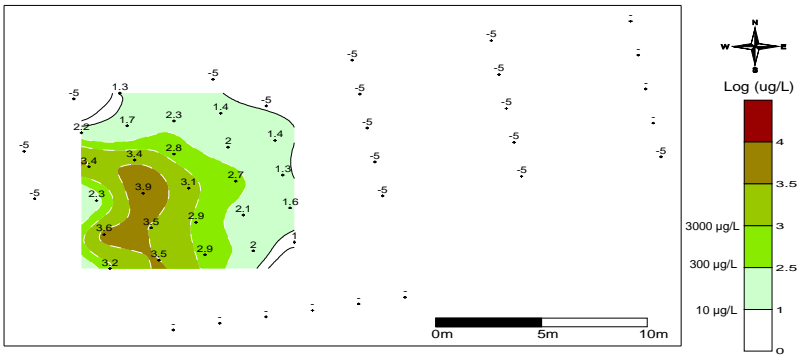 N
W E
S
Log (ug/L)
4
3.5
3000 µg/L 3
300 µg/L 2.5
10 µg/L 1
0
-
-5
-
-5
-5 -5 -
-5 1.3 -5
-5 1.4 -5
2.2 1.7 2.3 -5 -
1.4 -5
-5 3.4 3.4 2.8 2 -5 -5
1.3 -5
2.7
-5 2.3 3.9 3.1 -5
1.6
2.1
3.6 3.5 2.9
1
2
3.2 3.5 2.9
- - - - - -
0m 5m 10m